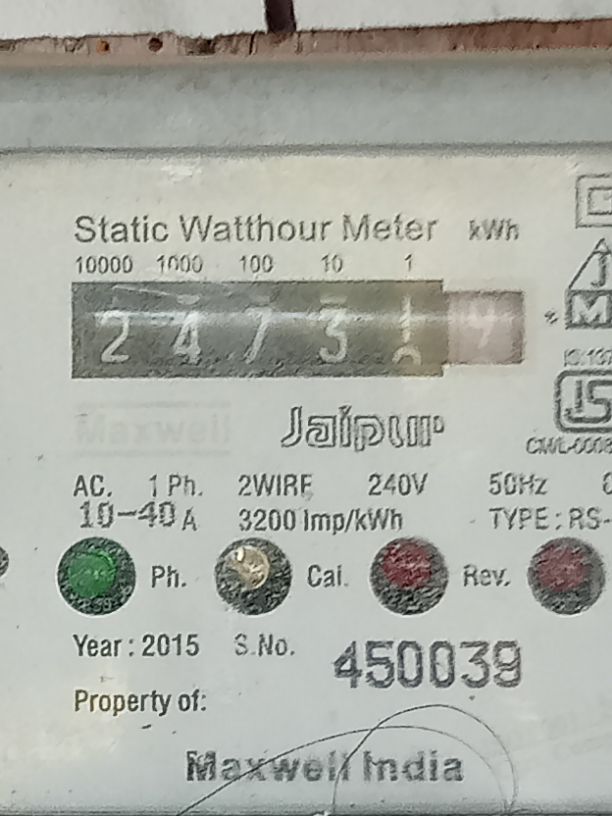 Static Watthour Meter kWh
10000 1000 100 10 1
2 4 7 3 1
Maxwell Jaipur
AC. 1 Ph. 2WIRE 240V 50Hz
10-40 A 3200 Imp/kWh TYPE : RS-
Ph. Cal. Rev.
Year : 2015 S.No. 450039
Property of:
Maxwell India